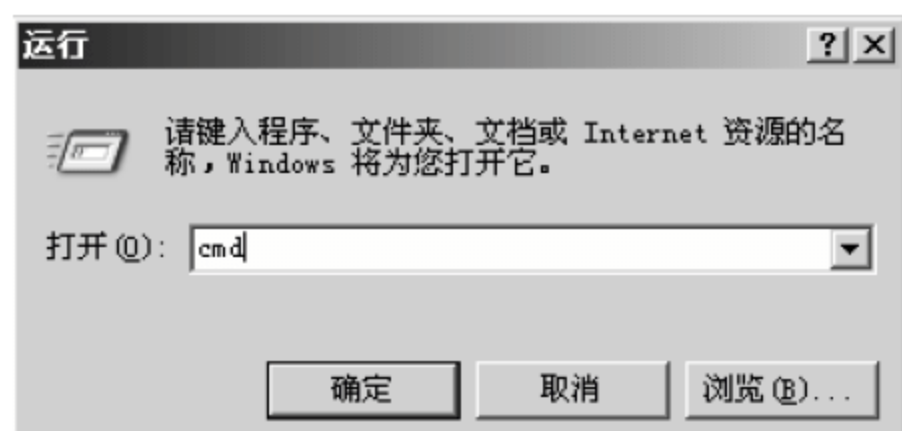 运行
请键入程序、文件夹、文档或 Internet 资源的名
称，Windows 将为您打开它。
打开(O): cmd
确定 取消 浏览(B)...